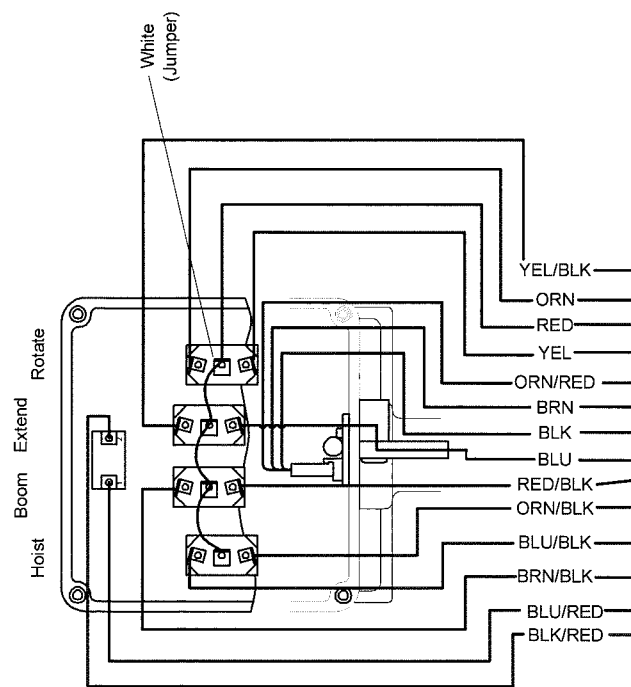 White
(Jumper)
Rotate
Extend
Boom
Hoist
YEL/BLK
ORN
RED
YEL
ORN/RED
BRN
BLK
BLU
RED/BLK
ORN/BLK
BLU/BLK
BRN/BLK
BLU/RED
BLK/RED